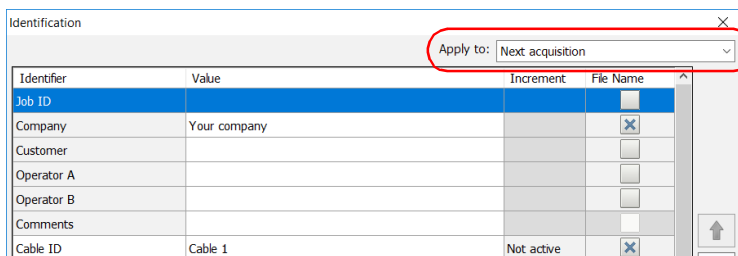 Identification
Apply to: Next acquisition
Identifier Value Increment File Name
Job ID
Company Your company
Customer
Operator A
Operator B
Comments
Cable ID Cable 1 Not active